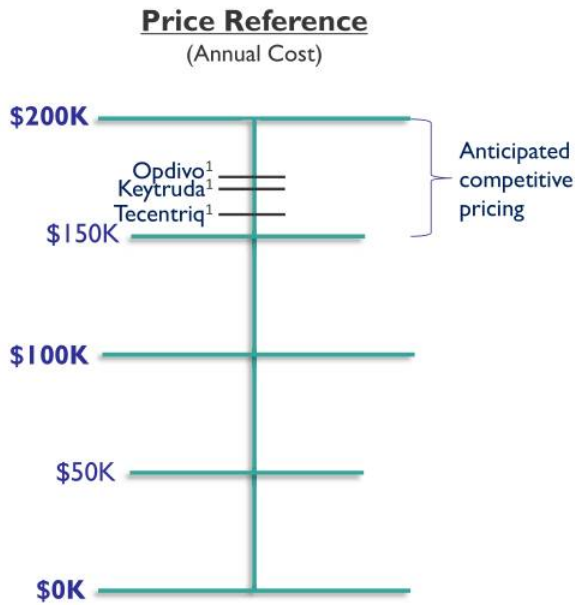 Price Reference
(Annual Cost)
$200K
Opdivo¹
Keytruda¹
Tecentriq¹
$150K
Anticipated
competitive
pricing
$100K
$50K
$0K